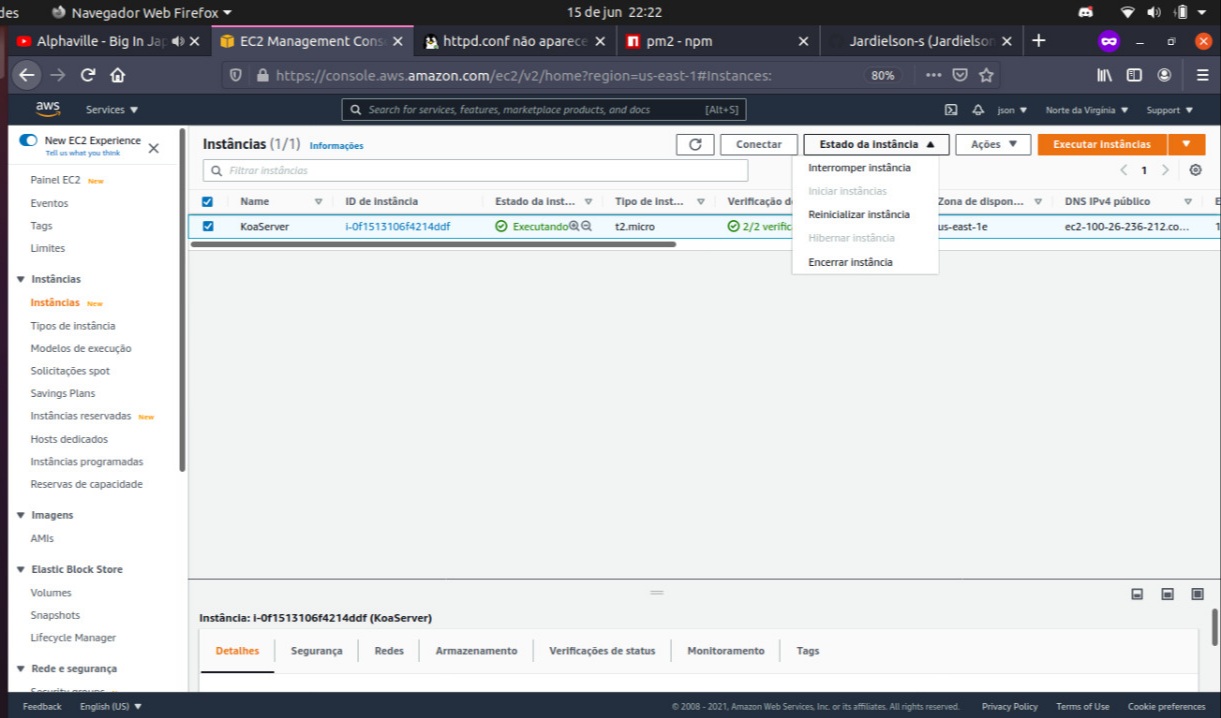 des
Navegador Web Firefox
15 de jun 22:22
Alphaville - Big In Jap
EC2 Management Cons
httpd.conf não aparece
pm2 - npm
Jardielson-s (Jardielson
https://console.aws.amazon.com/ec2/v2/home?region=us-east-1#Instances:
80%
aws
Services
Search for services, features, marketplace products, and docs
[Alt+S]
json
Norte da Virgínia
Support
New EC2 Experience
Tell us what you think
Painel EC2 New
Eventos
Tags
Limites
Instâncias
Instâncias New
Tipos de instância
Modelos de execução
Solicitações spot
Savings Plans
Instâncias reservadas New
Hosts dedicados
Instâncias programadas
Reservas de capacidade
Imagens
AMIs
Elastic Block Store
Volumes
Snapshots
Lifecycle Manager
Rede e segurança
Security groups
Instâncias (1/1) Informações
Conectar
Estado da instância
Ações
Executar instâncias
Filtrar instâncias
1
Interromper instância
Iniciar instâncias
Reinicializar instância
Hibernar instância
Encerrar instância
Name
ID de instância
Estado da inst...
Tipo de inst...
Verificação d
Zona de dispon...
DNS IPv4 público
E
KoaServer
i-0f1513106f4214ddf
Executando
t2.micro
2/2 verific
us-east-1e
ec2-100-26-236-212.co...
1
Instância: i-0f1513106f4214ddf (KoaServer)
Detalhes
Segurança
Redes
Armazenamento
Verificações de status
Monitoramento
Tags
Feedback
English (US)
© 2008 - 2021, Amazon Web Services, Inc. or its affiliates. All rights reserved.
Privacy Policy
Terms of Use
Cookie preferences